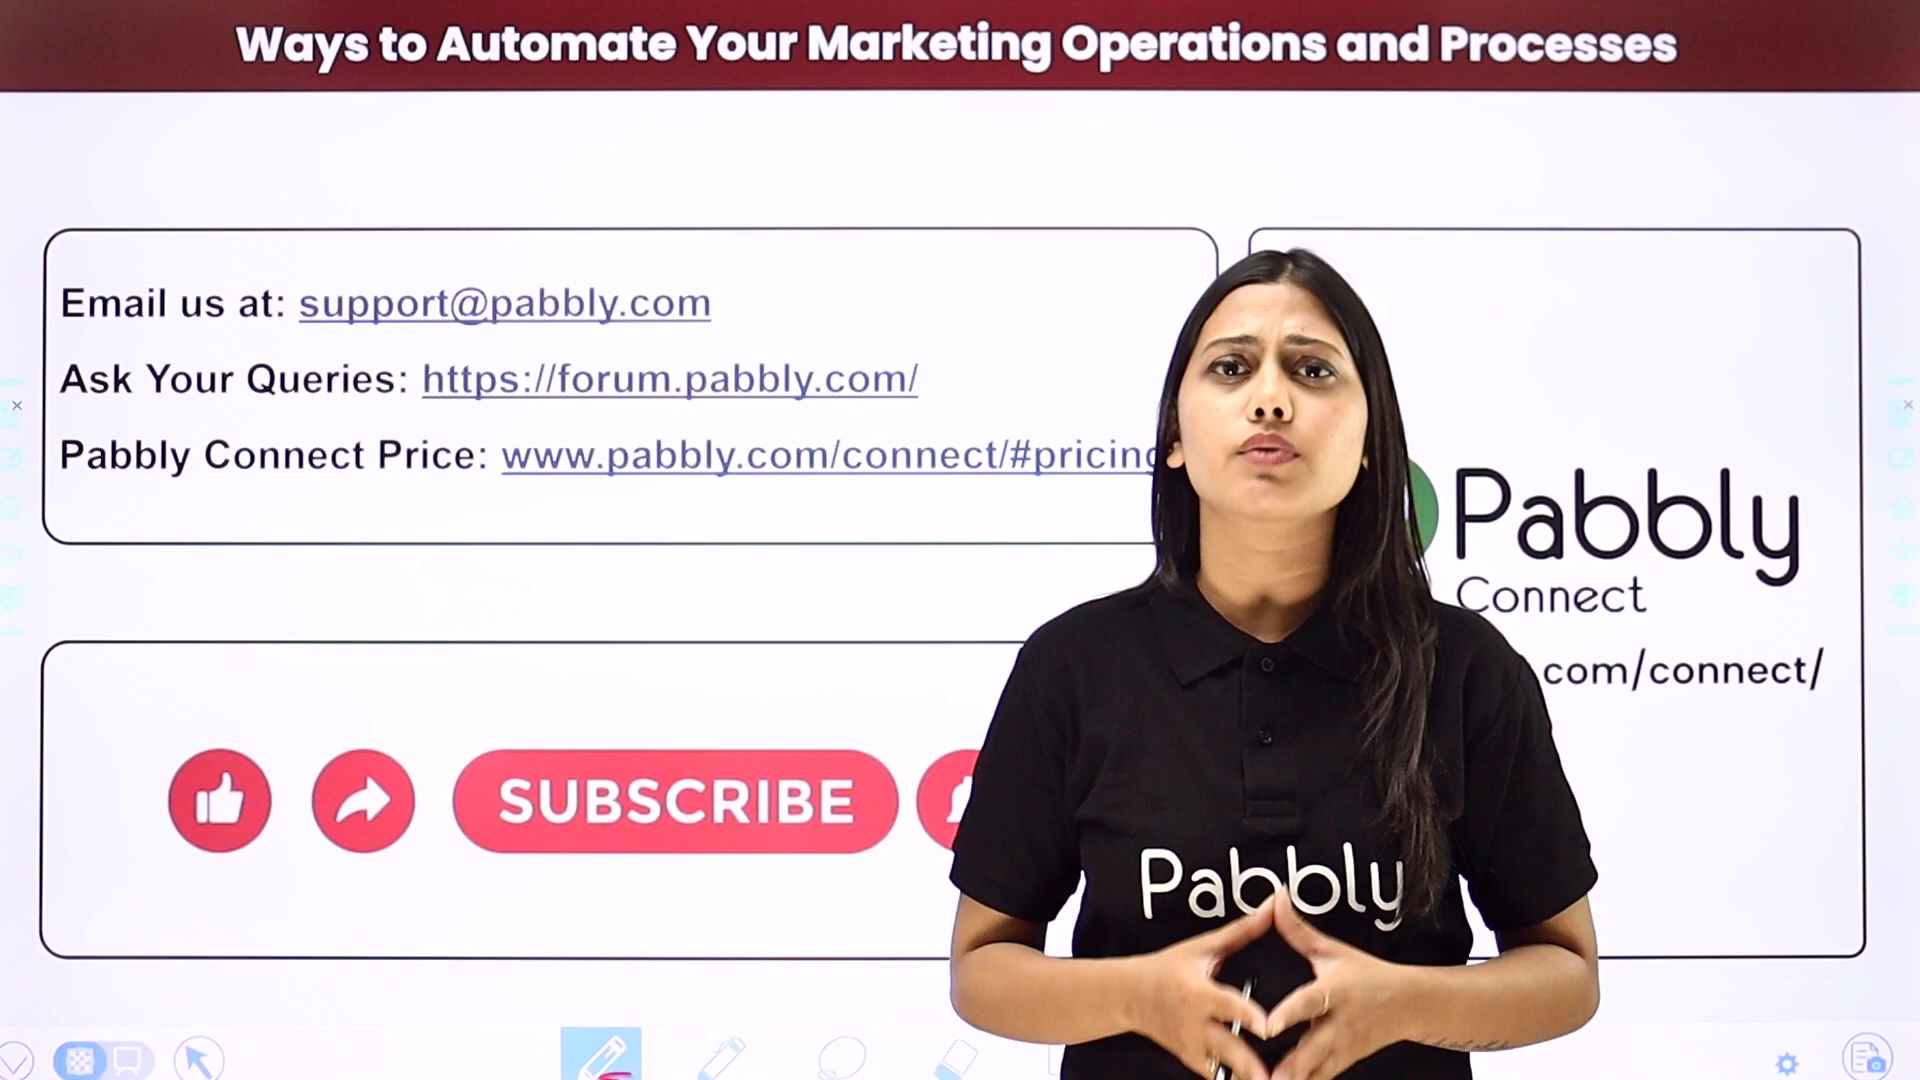 Ways to Automate Your Marketing Operations and Processes
Email us at: support@pabbly.com
Ask Your Queries: https://forum.pabbly.com/
Pabbly Connect Price: www.pabbly.com/connect/#pricing
Pabbly
Connect
.com/connect/
SUBSCRIBE
Pabbly